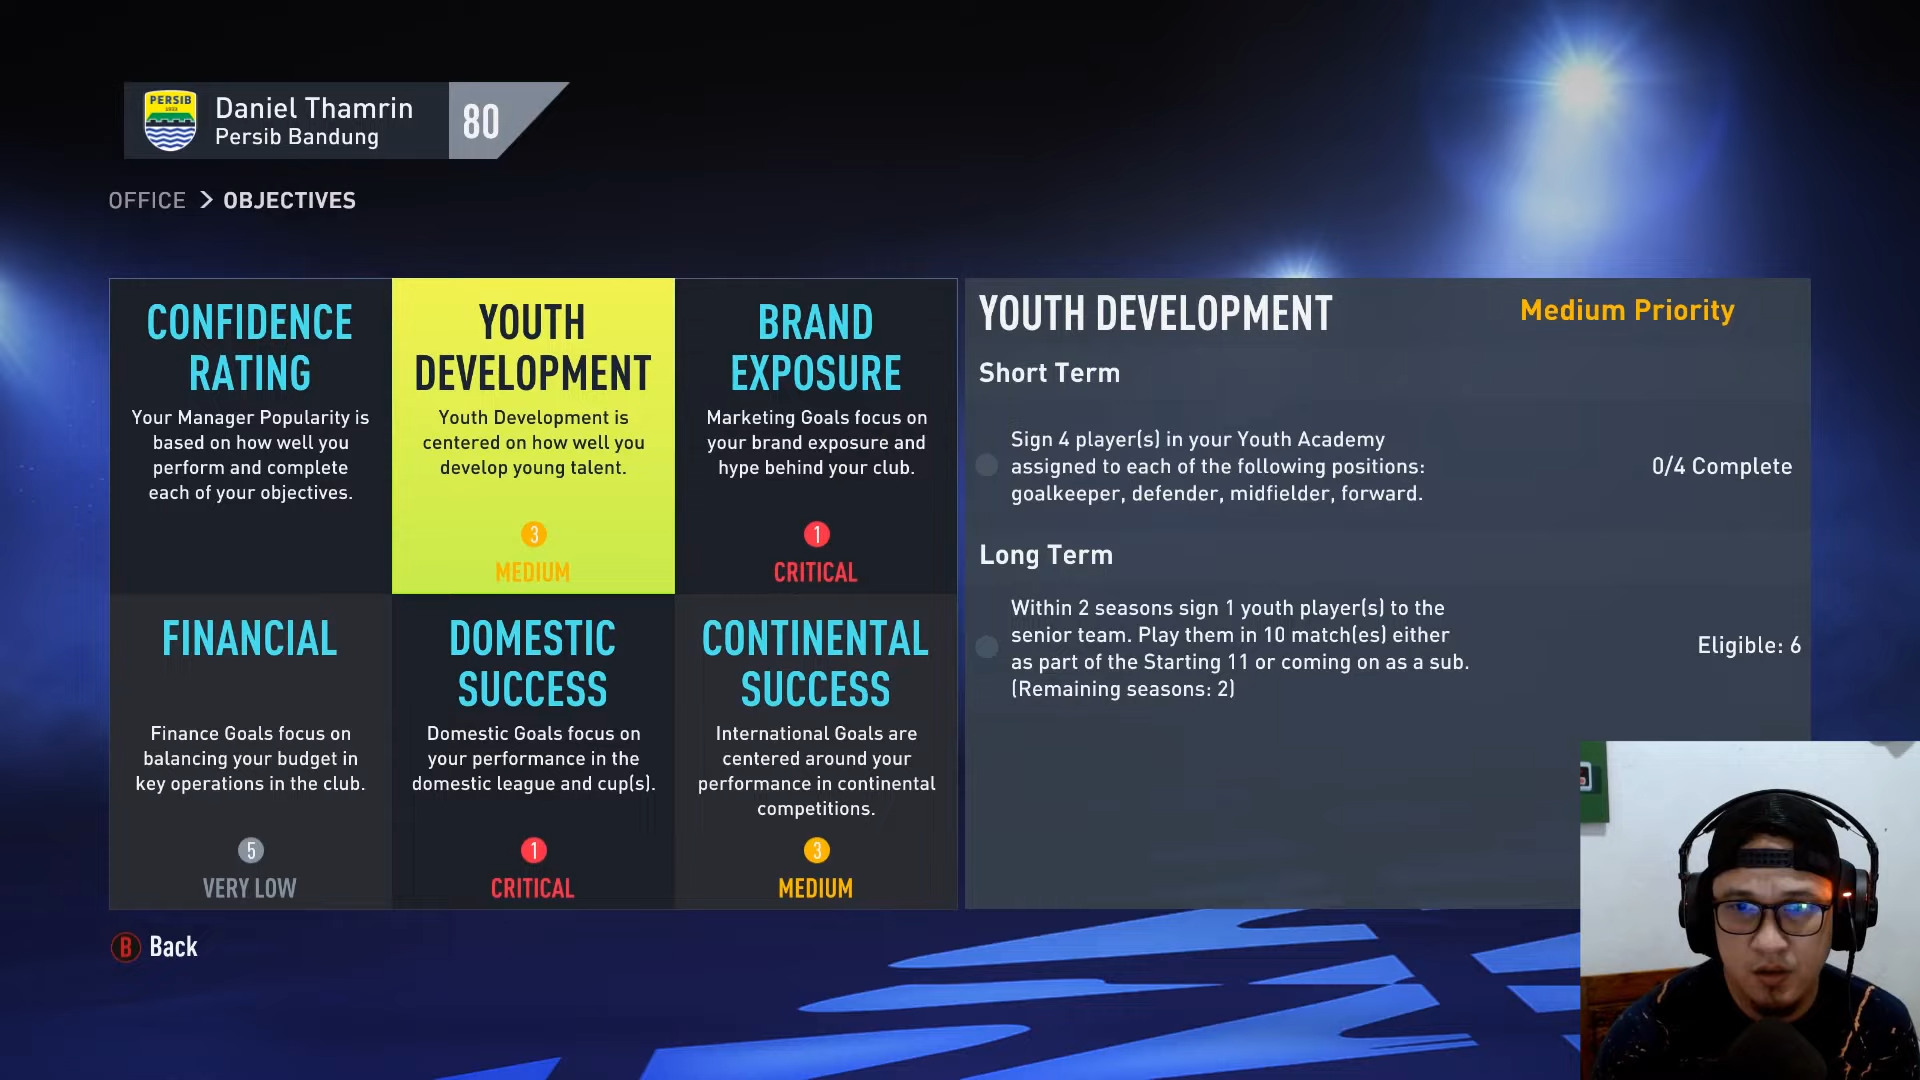 PERSIB
Daniel Thamrin
Persib Bandung
80
OFFICE > OBJECTIVES
CONFIDENCE
RATING
Your Manager Popularity is
based on how well you
perform and complete
each of your objectives.
YOUTH
DEVELOPMENT
Youth Development is
centered on how well you
develop young talent.
3
MEDIUM
BRAND
EXPOSURE
Marketing Goals focus on
your brand exposure and
hype behind your club.
1
CRITICAL
FINANCIAL
Finance Goals focus on
balancing your budget in
key operations in the club.
5
VERY LOW
DOMESTIC
SUCCESS
Domestic Goals focus on
your performance in the
domestic league and cup(s).
1
CRITICAL
CONTINENTAL
SUCCESS
International Goals are
centered around your
performance in continental
competitions.
3
MEDIUM
YOUTH DEVELOPMENT
Medium Priority
Short Term
Sign 4 player(s) in your Youth Academy
assigned to each of the following positions:
goalkeeper, defender, midfielder, forward.
0/4 Complete
Long Term
Within 2 seasons sign 1 youth player(s) to the
senior team. Play them in 10 match(es) either
as part of the Starting 11 or coming on as a sub.
(Remaining seasons: 2)
Eligible: 6
B Back